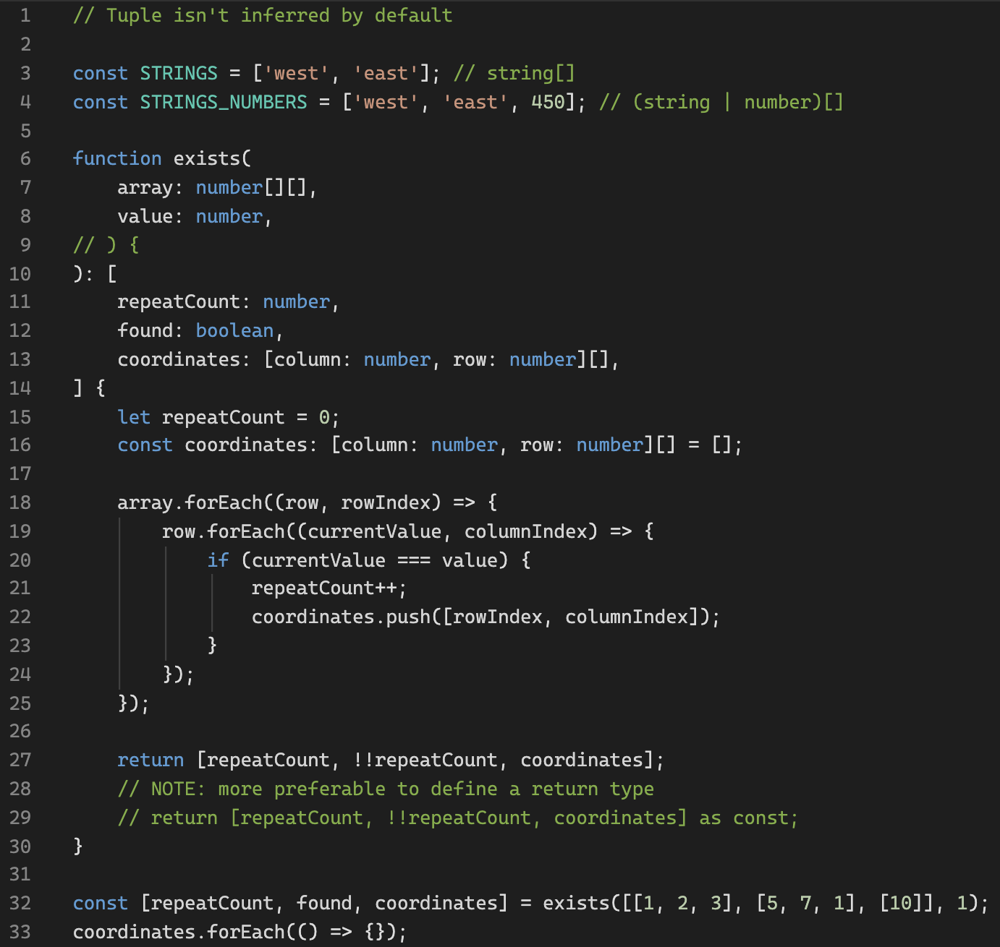 1 // Tuple isn't inferred by default
2
3 const STRINGS = ['west', 'east']; // string[]
4 const STRINGS_NUMBERS = ['west', 'east', 450]; // (string | number)[]
5
6 function exists(
7     array: number[][],
8     value: number,
9 // ) {
10 ): [
11     repeatCount: number,
12     found: boolean,
13     coordinates: [column: number, row: number][],
14 ] {
15     let repeatCount = 0;
16     const coordinates: [column: number, row: number][] = [];
17
18     array.forEach((row, rowIndex) => {
19         row.forEach((currentValue, columnIndex) => {
20             if (currentValue === value) {
21                 repeatCount++;
22                 coordinates.push([rowIndex, columnIndex]);
23             }
24         });
25     });
26
27     return [repeatCount, !!repeatCount, coordinates];
28     // NOTE: more preferable to define a return type
29     // return [repeatCount, !!repeatCount, coordinates] as const;
30 }
31
32 const [repeatCount, found, coordinates] = exists([[1, 2, 3], [5, 7, 1], [10]], 1);
33 coordinates.forEach(() => {});